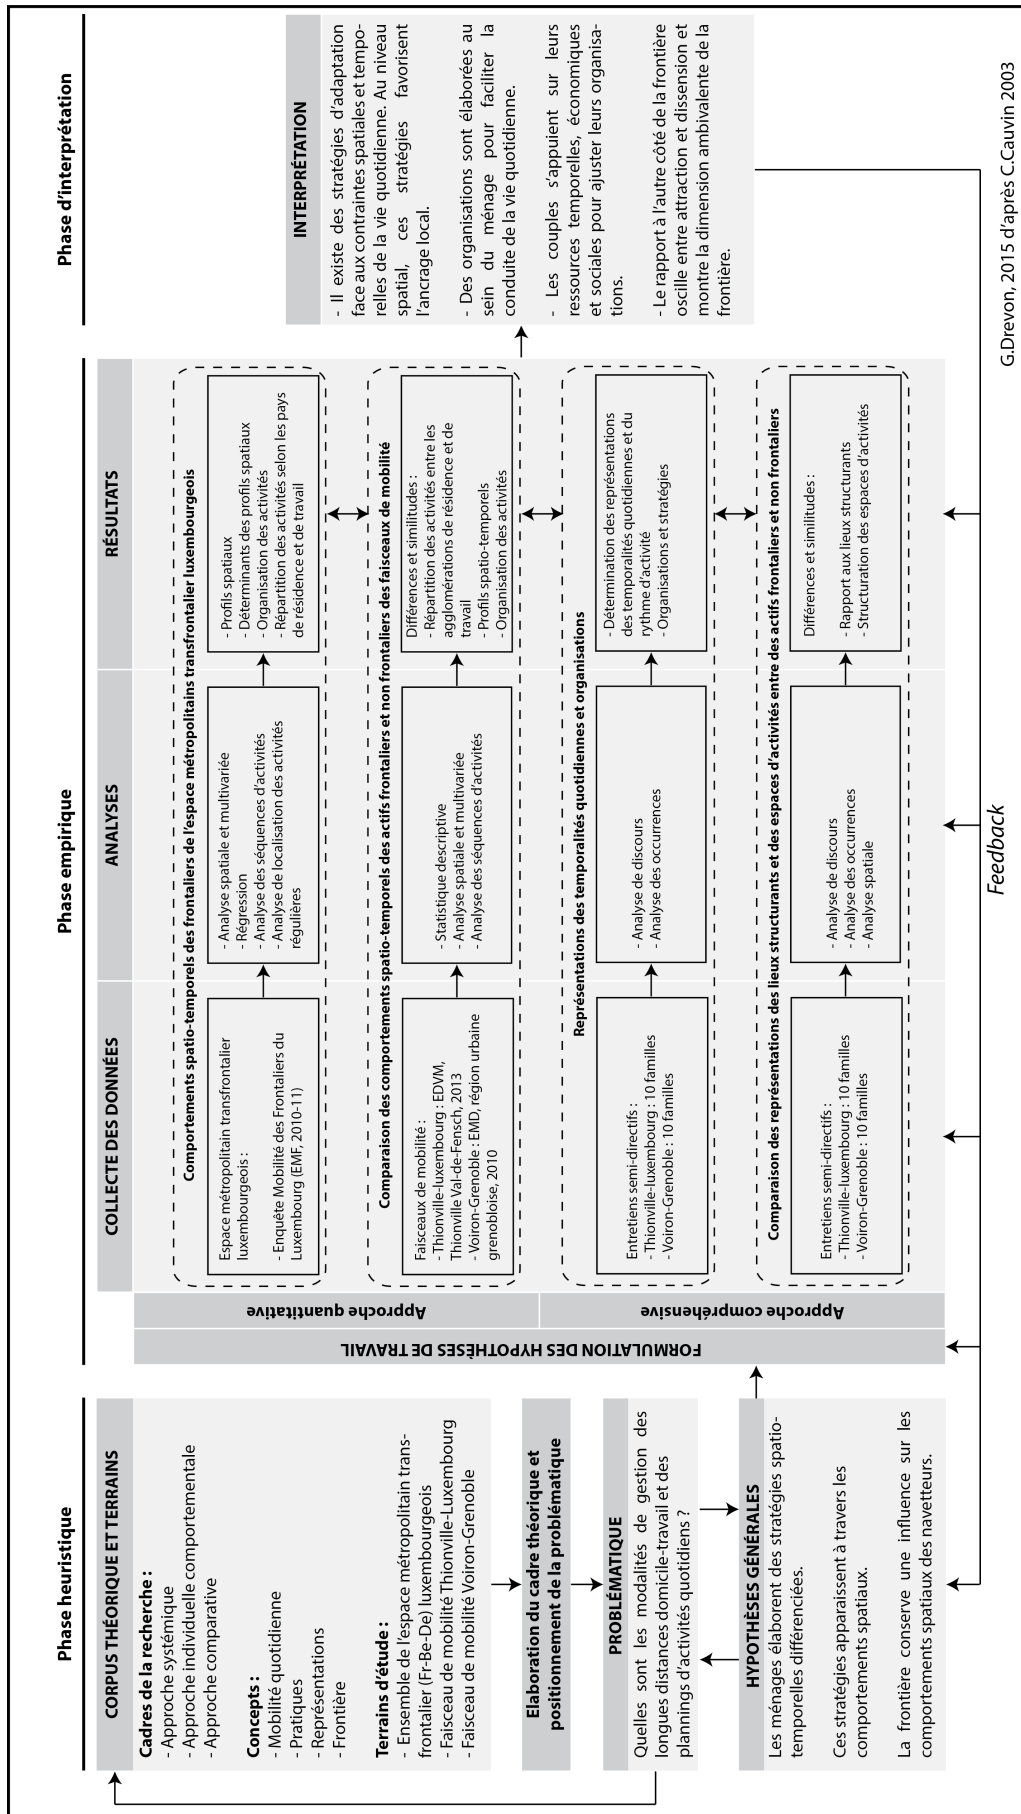 Phase heuristique
CORPUS THÉORIQUE ET TERRAINS
Cadres de la recherche :
- Approche systémique
- Approche individuelle comportementale
- Approche comparative
Concepts :
- Mobilité quotidienne
- Pratiques
- Représentations
- Frontière
Terrains d'étude :
- Ensemble de l'espace métropolitain trans-
frontalier (Fr-Be-De) luxembourgeois
- Faisceau de mobilité Thionville-Luxembourg
- Faisceau de mobilité Voiron-Grenoble
Elaboration du cadre théorique et
positionnement de la problématique
PROBLÉMATIQUE
Quelles sont les modalités de gestion des
longues distances domicile-travail et des
plannings d'activités quotidiens ?
HYPOTHÈSES GÉNÉRALES
Les ménages élaborent des stratégies spatio-
temporelles différenciées.
Ces stratégies apparaissent à travers les
comportements spatiaux.
La frontière conserve une influence sur les
comportements spatiaux des navetteurs.
Phase empirique
FORMULATION DES HYPOTHÈSES DE TRAVAIL
Approche quantitative
Approche compréhensive
COLLECTE DES DONNÉES
ANALYSES
RÉSULTATS
Comportements spatio-temporels des frontaliers de l'espace métropolitains transfrontalier luxembourgeois
Espace métropolitain transfrontalier
luxembourgeois :
- Enquête Mobilité des Frontaliers du
Luxembourg (EMF, 2010-11)
- Analyse spatiale et multivariée
- Régression
- Analyse des séquences d'activités
- Analyse de localisation des activités
régulières
- Profils spatiaux
- Déterminants des profils spatiaux
- Organisation des activités
- Répartition des activités selon les pays
de résidence et de travail
Comparaison des comportements spatio-temporels des actifs frontaliers et non frontaliers des faisceaux de mobilité
Faisceaux de mobilité :
- Thionville-luxembourg : EDVM,
Thionville Val-de-Fensch, 2013
- Voiron-Grenoble : EMD, région urbaine
grenobloise, 2010
- Statistique descriptive
- Analyse spatiale et multivariée
- Analyse des séquences d'activités
Différences et similitudes :
- Répartition des activités entre les
agglomérations de résidence et de
travail
- Profils spatio-temporels
- Organisation des activités
Représentations des temporalités quotidiennes et organisations
Entretiens semi-directifs :
- Thionville-luxembourg : 10 familles
- Voiron-Grenoble : 10 familles
- Analyse de discours
- Analyse des occurrences
- Détermination des représentations
des temporalités quotidiennes et du
rythme d'activité
- Organisations et stratégies
Comparaison des représentations des lieux structurants et des espaces d'activités entre des actifs frontaliers et non frontaliers
Entretiens semi-directifs :
- Thionville-luxembourg : 10 familles
- Voiron-Grenoble : 10 familles
- Analyse de discours
- Analyse des occurrences
- Analyse spatiale
Différences et similitudes :
- Rapport aux lieux structurants
- Structuration des espaces d'activités
Phase d'interprétation
INTERPRÉTATION
- Il existe des stratégies d'adaptation
face aux contraintes spatiales et tempo-
relles de la vie quotidienne. Au niveau
spatial, ces stratégies favorisent
l'ancrage local.
- Des organisations sont élaborées au
sein du ménage pour faciliter la
conduite de la vie quotidienne.
- Les couples s'appuient sur leurs
ressources temporelles, économiques
et sociales pour ajuster leurs organisa-
tions.
- Le rapport à l'autre côté de la frontière
oscille entre attraction et dissension et
montre la dimension ambivalente de la
frontière.
Feedback
G.Drevon, 2015 d'après C.Cauvin 2003